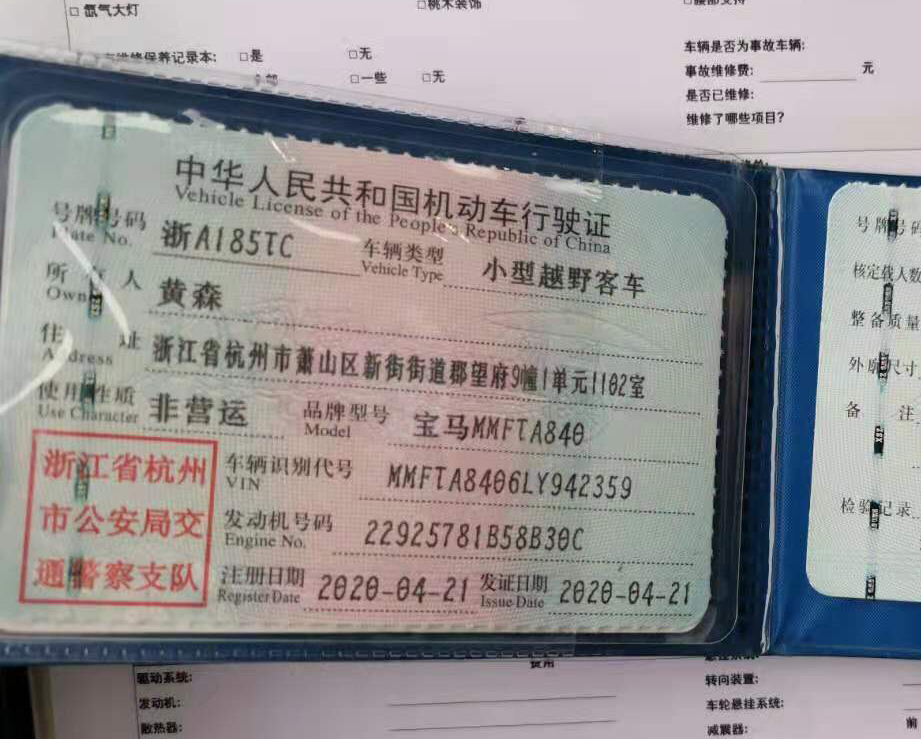 □ 氙气大灯
□桃木装饰
维修保养记录本: □是 □无
□一些 □无
车辆是否为事故车辆:
事故维修费: 元
是否已维修:
维修了哪些项目?
中华人民共和国机动车行驶证
Vehicle License of the People's Republic of China
号牌号码 浙A185TC 车辆类型 小型越野客车
Plate No. Vehicle Type
所有人 黄森
Owner
住址 浙江省杭州市萧山区新街街道郡望府9幢1单元1102室
Address
使用性质 非营运 品牌型号 宝马MMFTA840
Use Character Model
浙江省杭州
市公安局交
通警察支队
车辆识别代号 MMFTA8406LY942359
VIN
发动机号码 22925781B58B30C
Engine No.
注册日期 2020-04-21 发证日期 2020-04-21
Register Date Issue Date
号牌号码
核定载人数
整备质量
外廓尺寸
备 注
检验记录
费用
驱动系统:
发动机:
散热器:
转向装置:
车轮悬挂系统:
减震器: 前